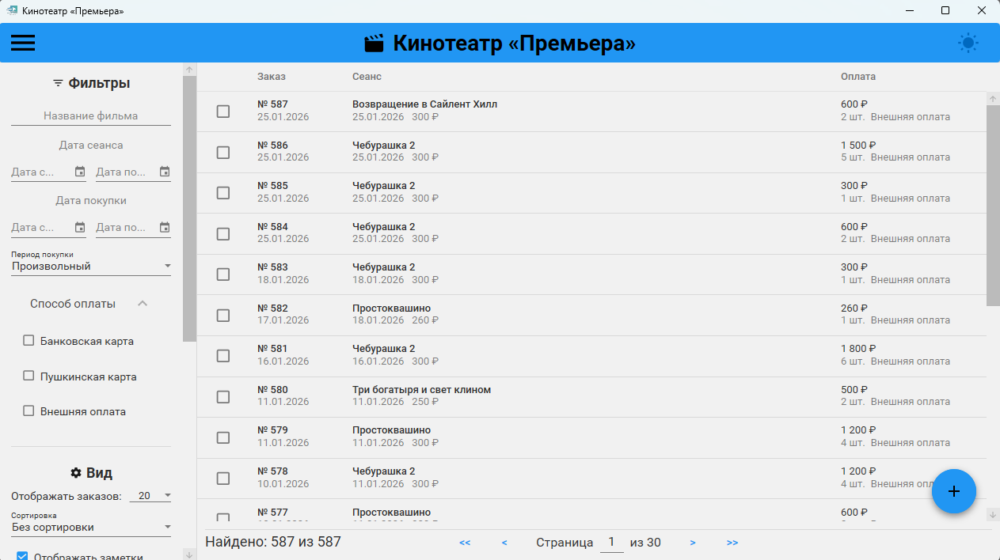 Кинотеатр «Премьера»
Кинотеатр «Премьера»
Фильтры
Название фильма
Дата сеанса
Дата с... Дата по...
Дата покупки
Дата с... Дата по...
Период покупки
Произвольный
Способ оплаты
Банковская карта
Пушкинская карта
Внешняя оплата
Вид
Отображать заказов: 20
Сортировка
Без сортировки
Отображать заметки
Заказ Сеанс Оплата
№ 587 Возвращение в Сайлент Хилл 600 ₽
25.01.2026 25.01.2026 300 ₽ 2 шт. Внешняя оплата
№ 586 Чебурашка 2 1 500 ₽
25.01.2026 25.01.2026 300 ₽ 5 шт. Внешняя оплата
№ 585 Чебурашка 2 300 ₽
25.01.2026 25.01.2026 300 ₽ 1 шт. Внешняя оплата
№ 584 Чебурашка 2 600 ₽
25.01.2026 25.01.2026 300 ₽ 2 шт. Внешняя оплата
№ 583 Чебурашка 2 300 ₽
18.01.2026 18.01.2026 300 ₽ 1 шт. Внешняя оплата
№ 582 Простоквашино 260 ₽
17.01.2026 18.01.2026 260 ₽ 1 шт. Внешняя оплата
№ 581 Чебурашка 2 1 800 ₽
16.01.2026 16.01.2026 300 ₽ 6 шт. Внешняя оплата
№ 580 Три богатыря и свет клином 500 ₽
11.01.2026 11.01.2026 250 ₽ 2 шт. Внешняя оплата
№ 579 Простоквашино 1 200 ₽
11.01.2026 11.01.2026 300 ₽ 4 шт. Внешняя оплата
№ 578 Чебурашка 2 1 200 ₽
10.01.2026 11.01.2026 300 ₽ 4 шт. Внешняя
№ 577 Простоквашино 600 ₽
Найдено: 587 из 587 << < Страница 1 из 30 > >>